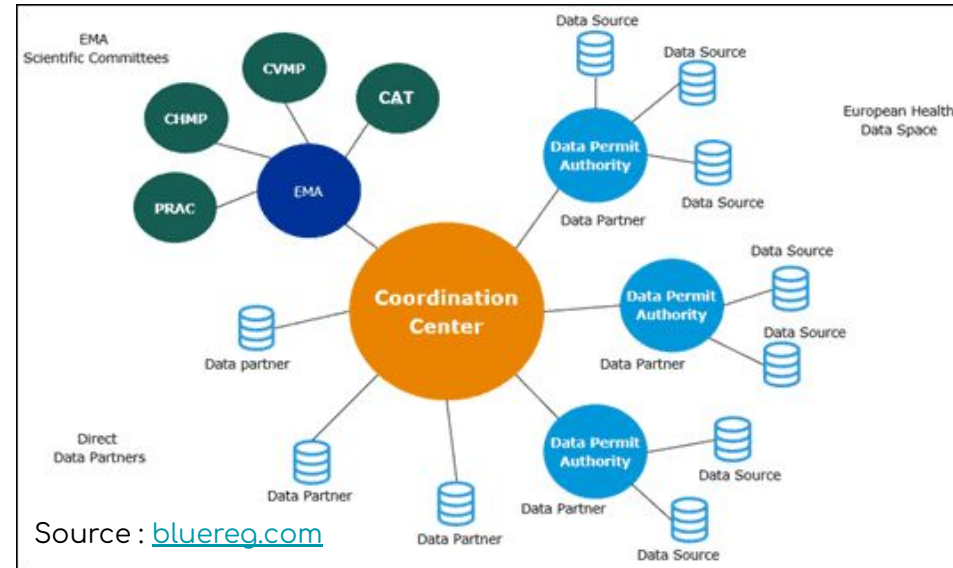 EMA
Scientific Committees
CVMP
CAT
CHMP
PRAC
EMA
Data Source
Data Source
Data Permit
Authority
Data Source
Data Partner
European Health
Data Space
Coordination
Center
Data Source
Data Permit
Authority
Data Source
Data Partner
Data partner
Direct
Data Partners
Data Partner
Data Partner
Data Permit
Authority
Data Source
Data Partner
Data Source
Source : bluereg.com